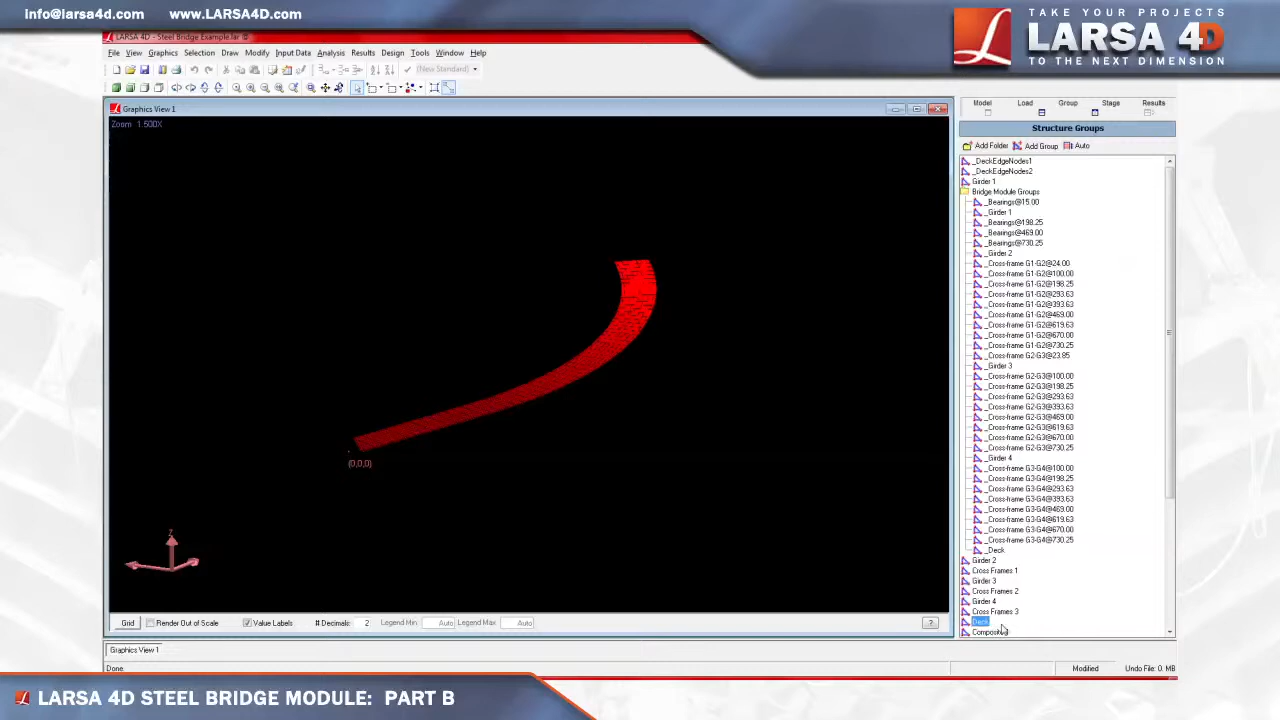 info@larsa4d.com www.LARSA4D.com
TAKE YOUR PROJECTS
LARSA 4D
TO THE NEXT DIMENSION
LARSA 4D - Steel Bridge Example.lar
File View Graphics Selection Draw Modify Input Data Analysis Results Design Tools Window Help
(New Standard)
Graphics View 1
Zoom 1.500X
(0,0,0)
Z
Grid Render Out of Scale Value Labels # Decimals: 2 Legend Min Auto Legend Max Auto ?
Graphics View 1
Done. Modified Undo File: 0. MB
Model Load Group Stage Results
Structure Groups
Add Folder Add Group Auto
_DeckEdgeNodes1
_DeckEdgeNodes2
Girder 1
Bridge Module Groups
_Bearings@15.00
_Girder 1
_Bearings@198.25
_Bearings@469.00
_Bearings@730.25
_Girder 2
_Cross-frame G1-G2@24.00
_Cross-frame G1-G2@100.00
_Cross-frame G1-G2@198.25
_Cross-frame G1-G2@293.63
_Cross-frame G1-G2@393.63
_Cross-frame G1-G2@469.00
_Cross-frame G1-G2@619.63
_Cross-frame G1-G2@670.00
_Cross-frame G1-G2@730.25
_Cross-frame G2-G3@23.85
_Girder 3
_Cross-frame G2-G3@100.00
_Cross-frame G2-G3@198.25
_Cross-frame G2-G3@293.63
_Cross-frame G2-G3@393.63
_Cross-frame G2-G3@469.00
_Cross-frame G2-G3@619.63
_Cross-frame G2-G3@670.00
_Cross-frame G2-G3@730.25
_Girder 4
_Cross-frame G3-G4@100.00
_Cross-frame G3-G4@198.25
_Cross-frame G3-G4@293.63
_Cross-frame G3-G4@393.63
_Cross-frame G3-G4@469.00
_Cross-frame G3-G4@619.63
_Cross-frame G3-G4@670.00
_Cross-frame G3-G4@730.25
_Deck
Girder 2
Cross Frames 1
Girder 3
Cross Frames 2
Girder 4
Cross Frames 3
Deck
LARSA 4D STEEL BRIDGE MODULE: PART B